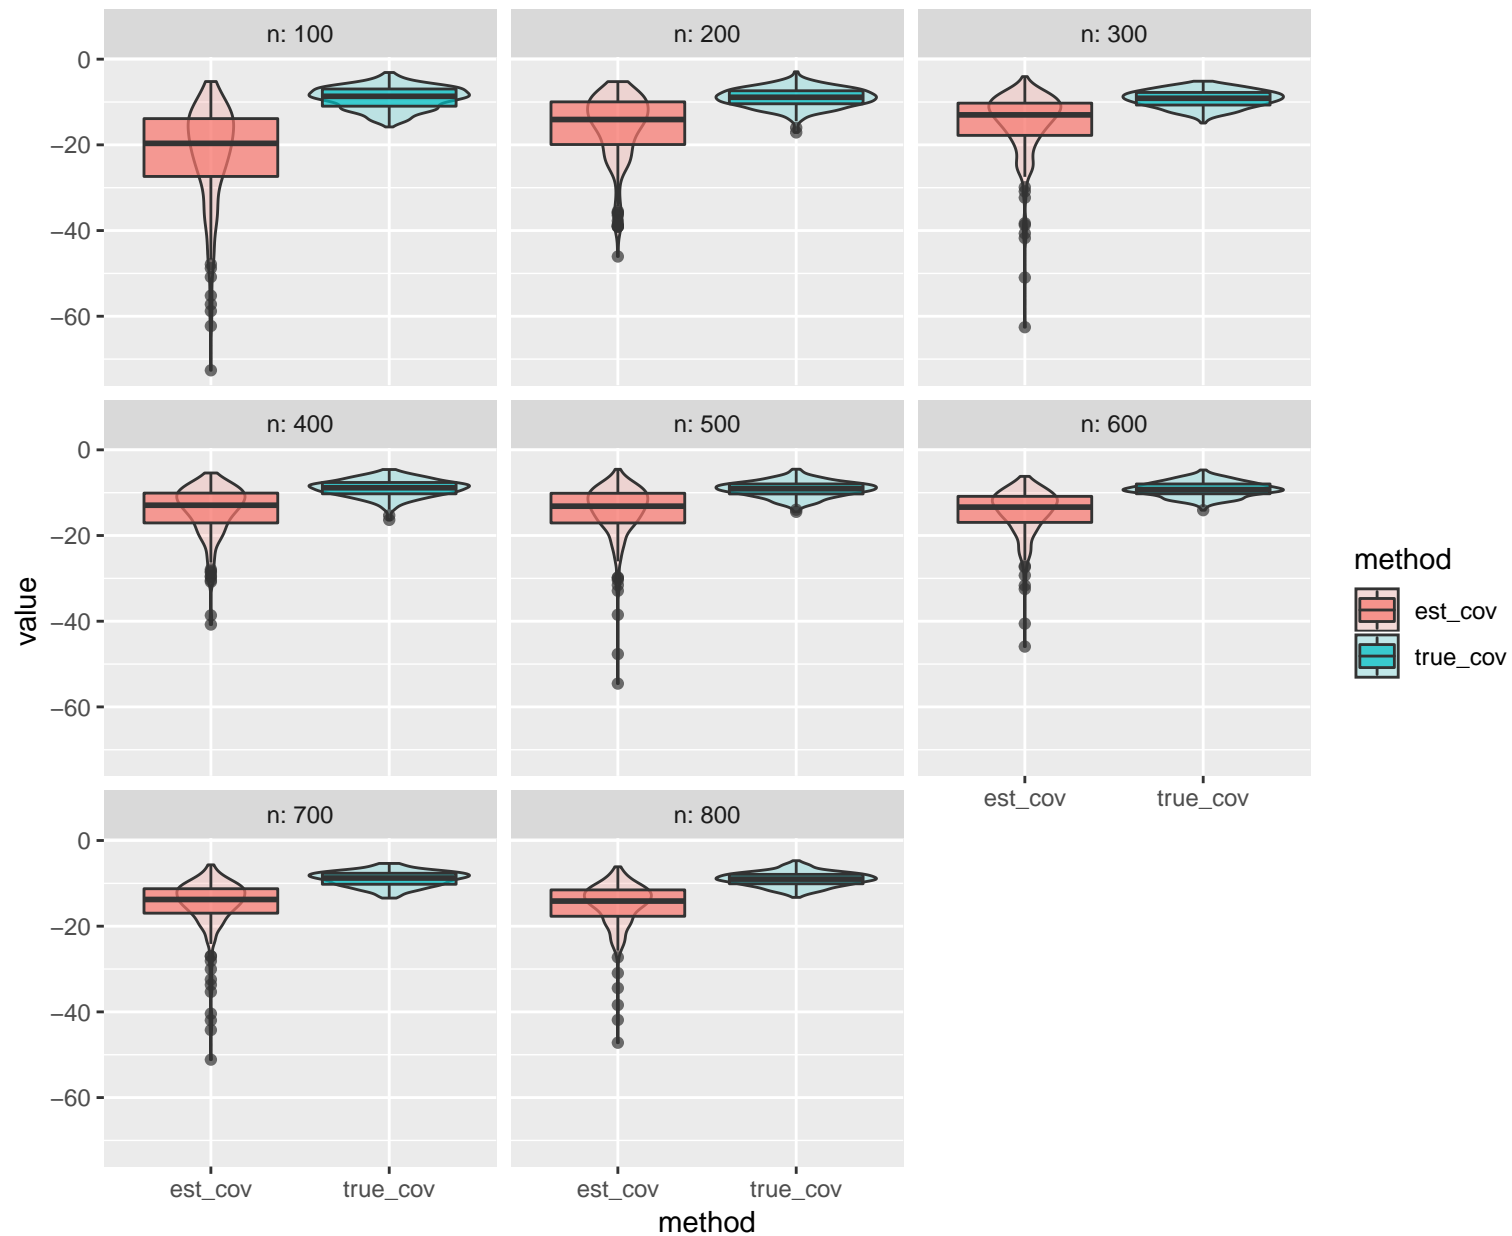 n: 100
n: 200
n: 300
0
−20
−40
−60
n: 400
n: 500
n: 600
0
−20
−40
−60
est_cov
true_cov
n: 700
n: 800
0
−20
−40
−60
est_cov
true_cov
est_cov
true_cov
method
value
method
est_cov
true_cov